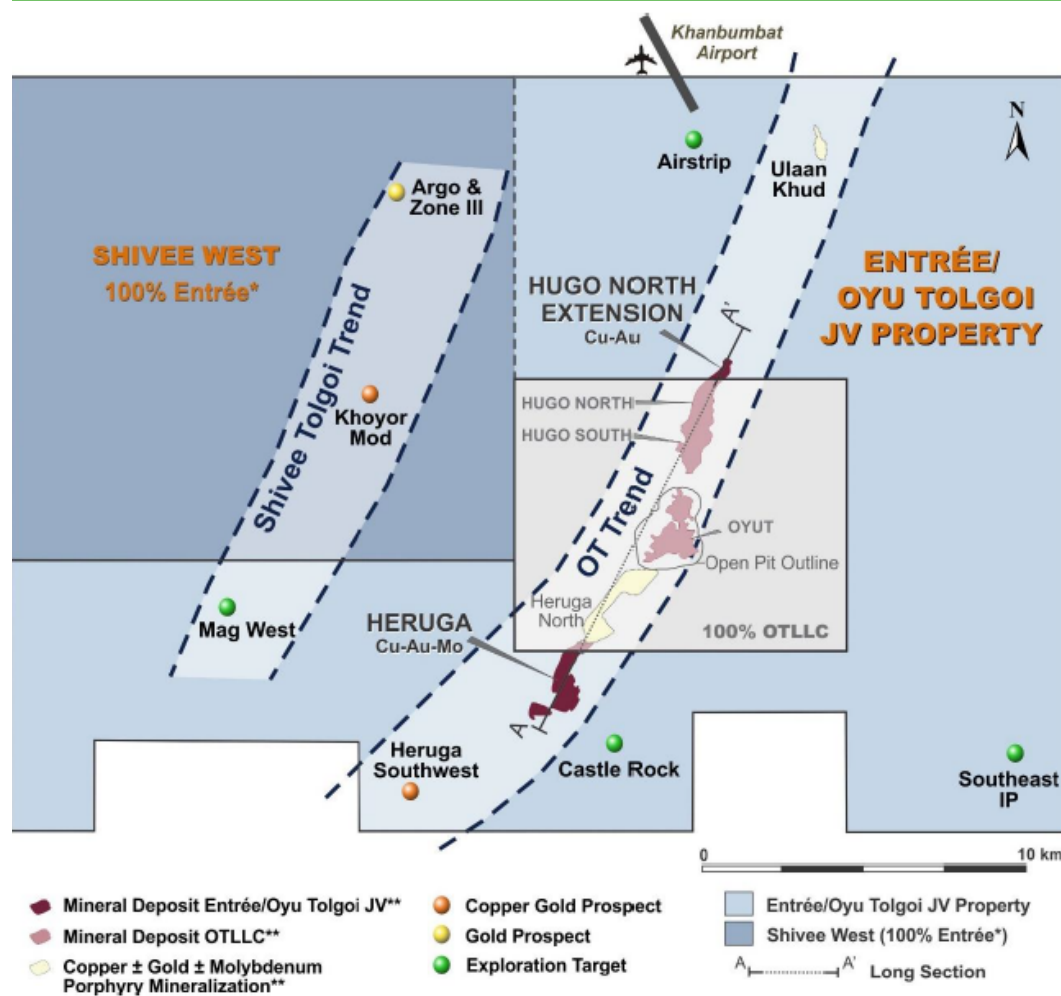 Khanbumbat
Airport
N
Airstrip
Ulaan
Khud
Argo &
Zone III
SHIVEE WEST
100% Entrée*
Shivee Tolgoi Trend
Khoyor
Mod
Mag West
HUGO NORTH
EXTENSION
Cu-Au
A'
ENTRÉE/
OYU TOLGOI
JV PROPERTY
HUGO NORTH
HUGO SOUTH
OT Trend
OYUT
Open Pit Outline
Heruga
North
100% OTLLC
HERUGA
Cu-Au-Mo
A
Heruga
Southwest
Castle Rock
Southeast
IP
0 10 km
Mineral Deposit Entrée/Oyu Tolgoi JV**
Mineral Deposit OTLLC**
Copper ± Gold ± Molybdenum
Porphyry Mineralization**
Copper Gold Prospect
Gold Prospect
Exploration Target
Entrée/Oyu Tolgoi JV Property
Shivee West (100% Entrée*)
A A' Long Section